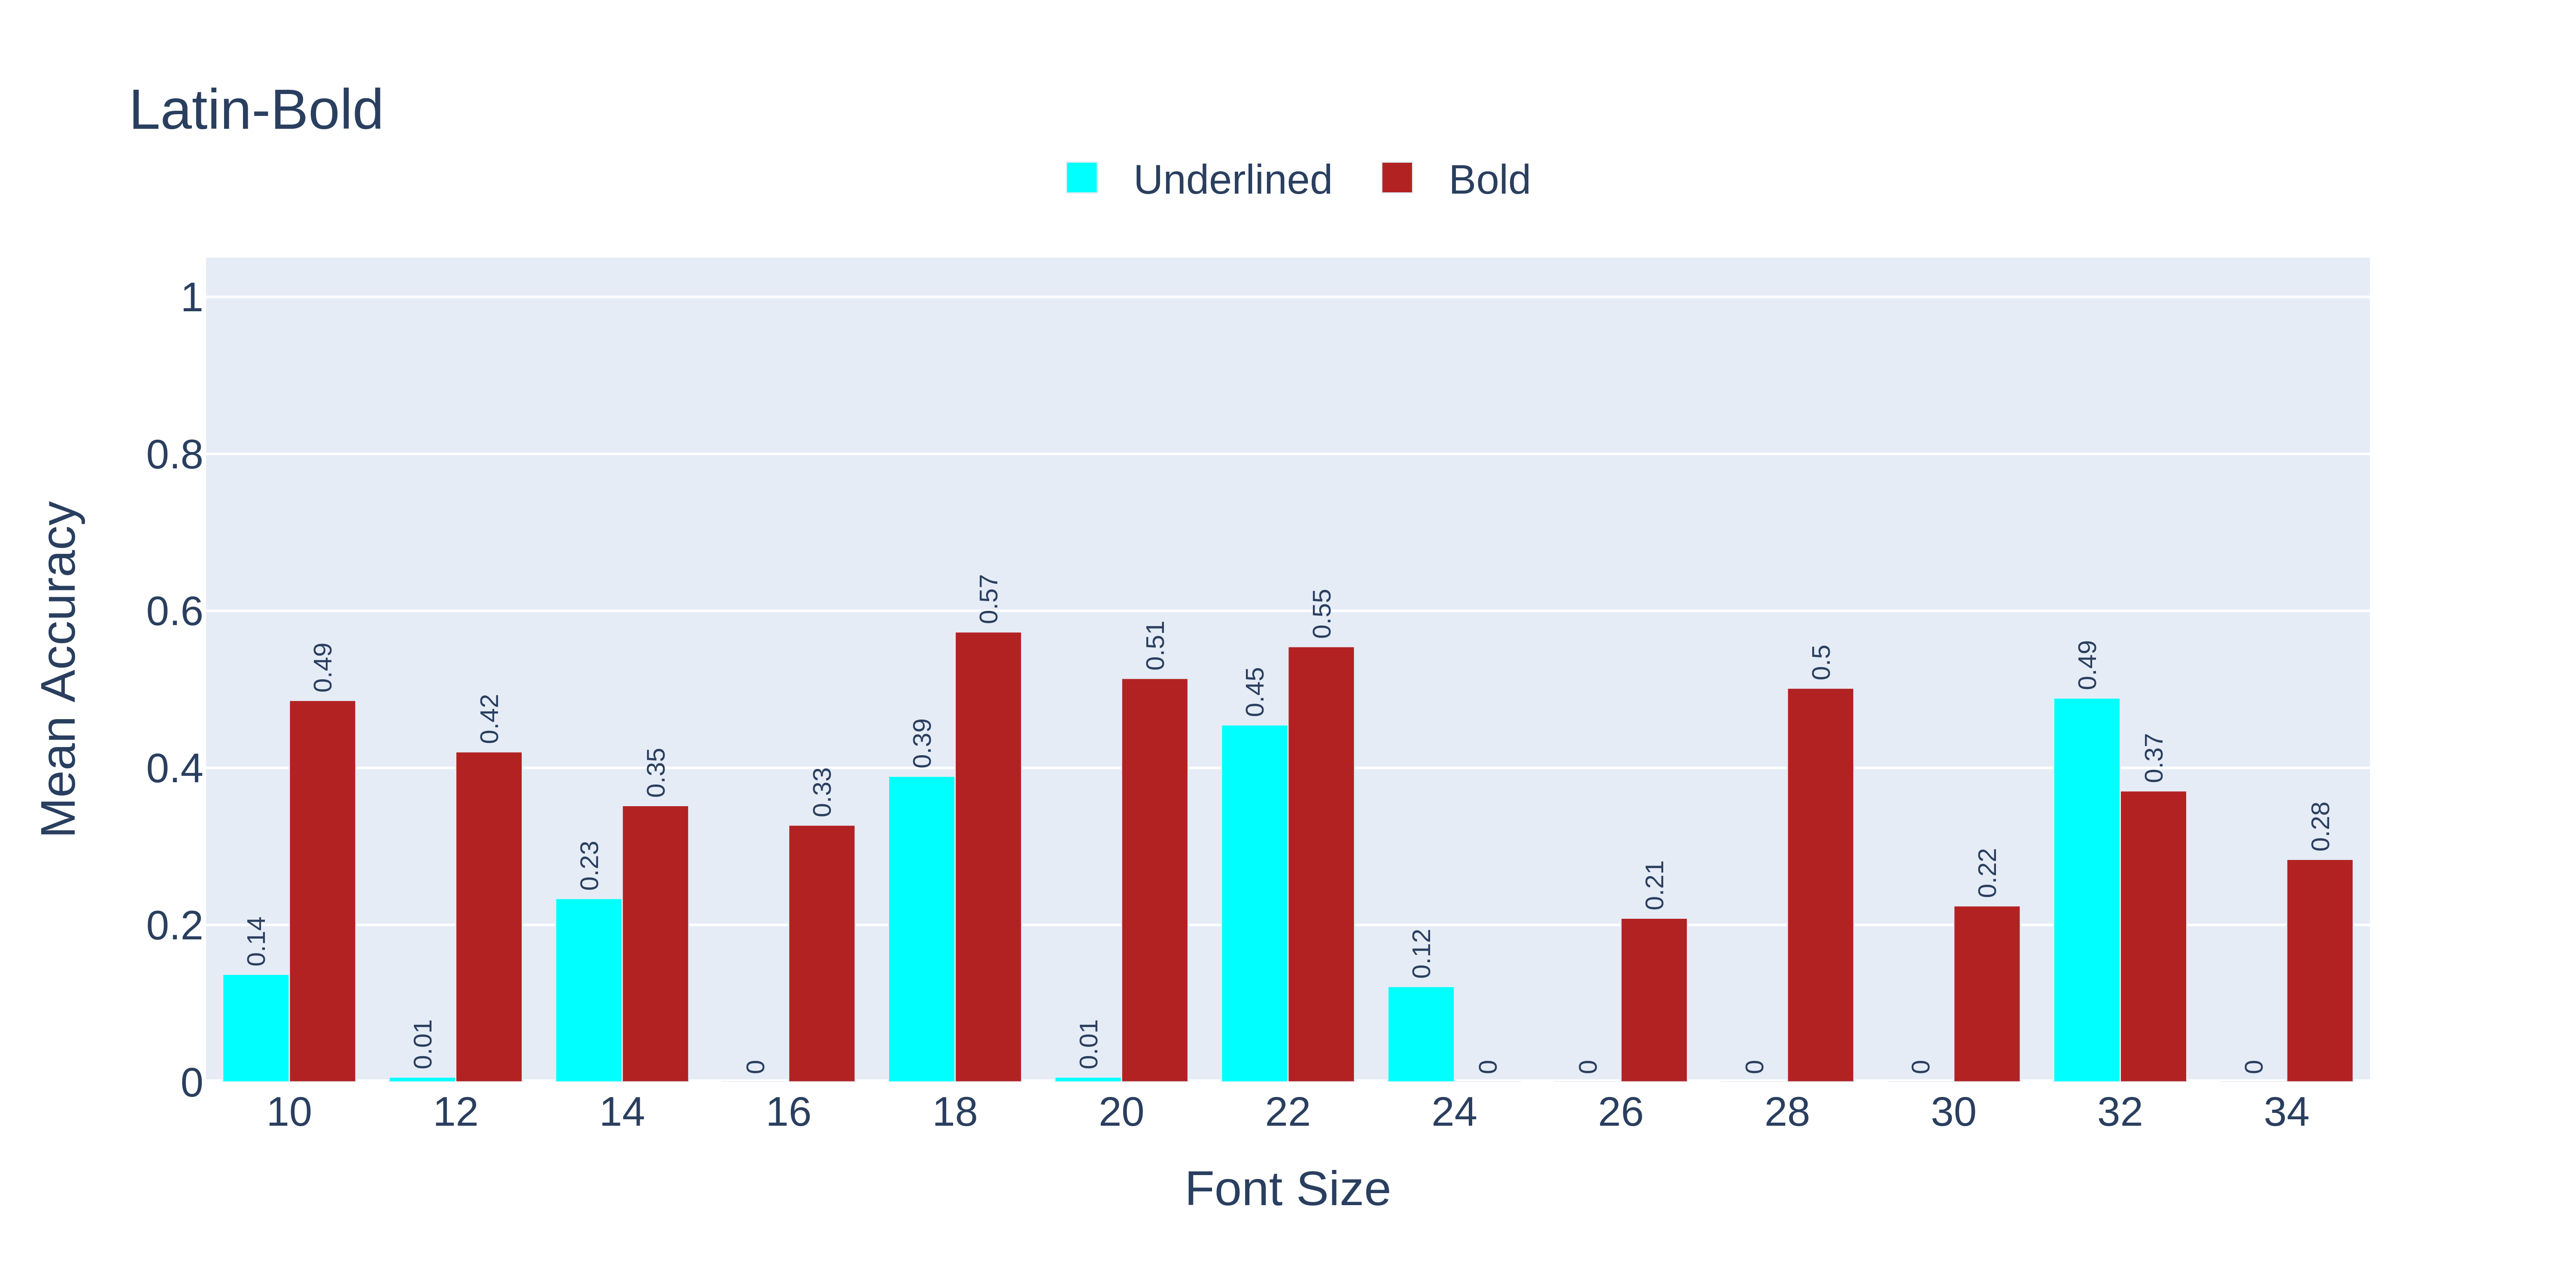 Latin-Bold
Underlined Bold
Mean Accuracy
1
0.8
0.6
0.4
0.2
0
0.14 0.49 0.01 0.42 0.23 0.35 0 0.33 0.39 0.57 0.01 0.51 0.45 0.55 0.12 0 0 0.21 0 0.5 0 0.22 0.49 0.37 0 0.28
10 12 14 16 18 20 22 24 26 28 30 32 34
Font Size